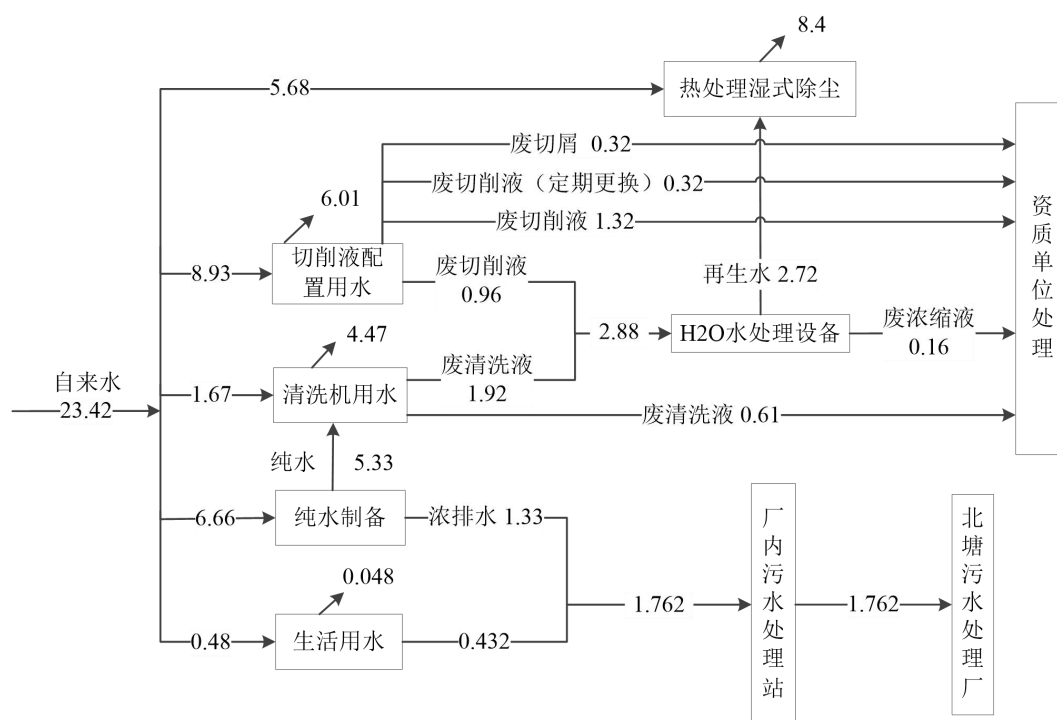 8.4
5.68
热处理湿式除尘
废切屑 0.32
废切削液（定期更换）0.32
废切削液 1.32
6.01
8.93
切削液配
置用水
废切削液
0.96
再生水 2.72
2.88
H2O水处理设备
废浓缩液
0.16
资质单位处理
4.47
自来水
23.42
1.67
清洗机用水
废清洗液
1.92
废清洗液 0.61
纯水 5.33
6.66
纯水制备
浓排水 1.33
0.048
0.48
生活用水
0.432
1.762
厂内污水处理站
1.762
北塘污水处理厂